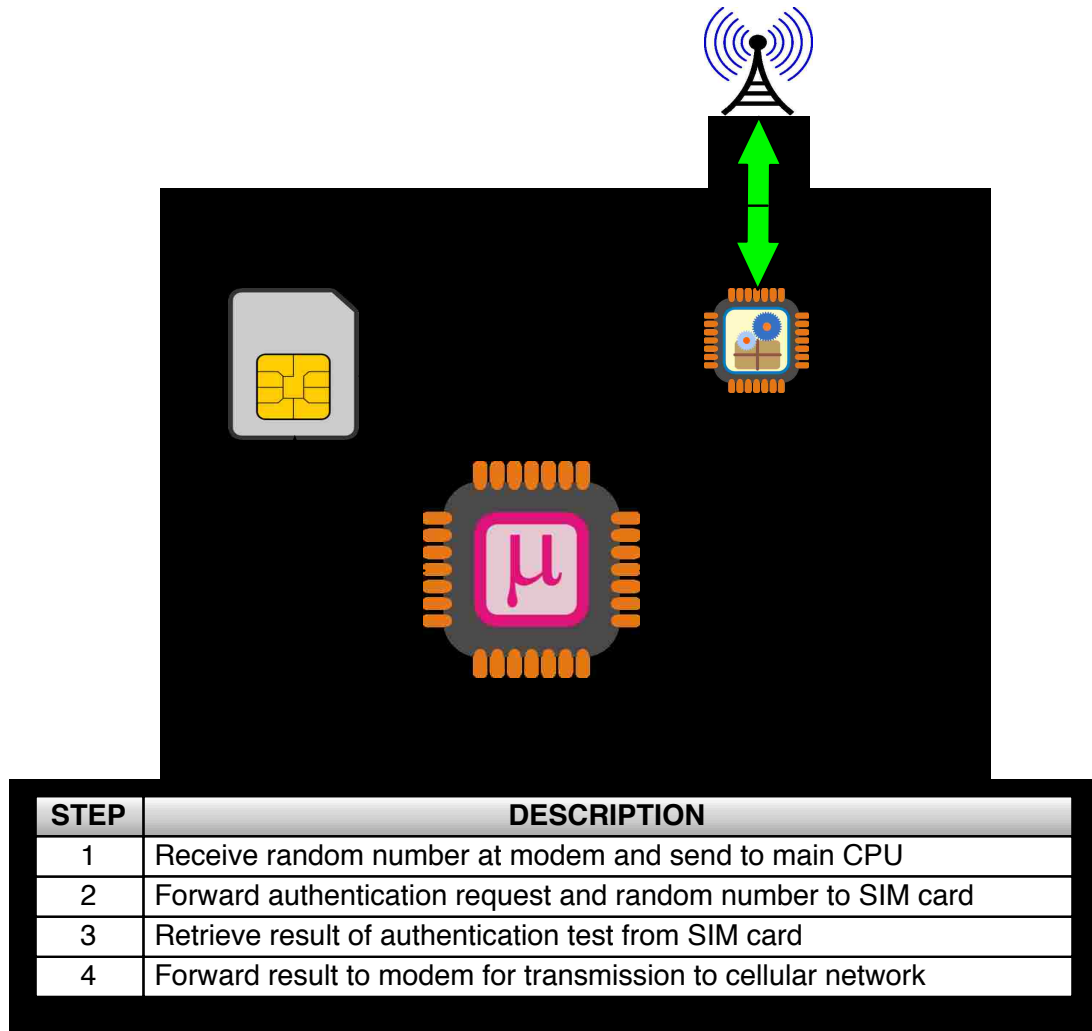 μ
STEP DESCRIPTION
1 Receive random number at modem and send to main CPU
2 Forward authentication request and random number to SIM card
3 Retrieve result of authentication test from SIM card
4 Forward result to modem for transmission to cellular network